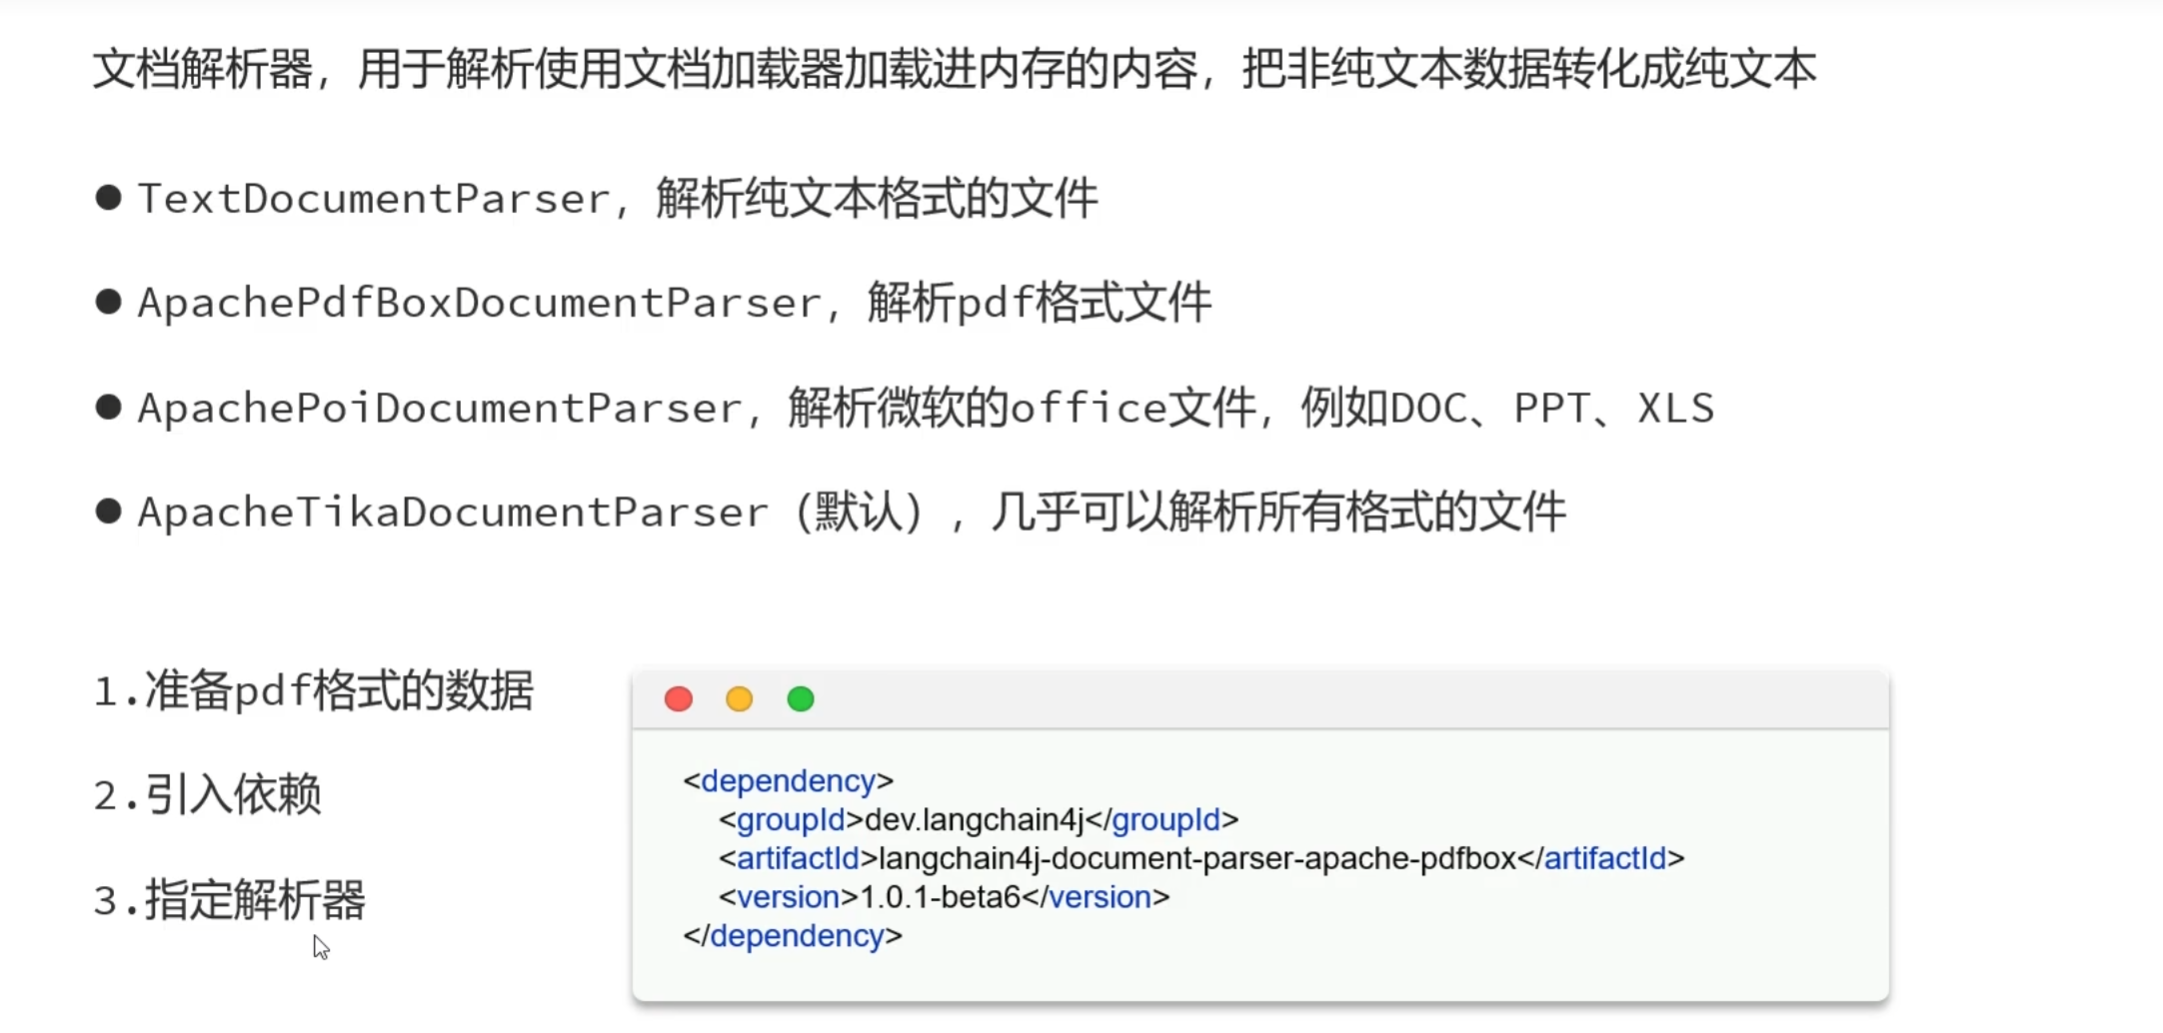 文档解析器，用于解析使用文档加载器加载进内存的内容，把非纯文本数据转化成纯文本
● TextDocumentParser，解析纯文本格式的文件
● ApachePdfBoxDocumentParser，解析pdf格式文件
● ApachePoiDocumentParser，解析微软的office文件，例如DOC、PPT、XLS
● ApacheTikaDocumentParser（默认），几乎可以解析所有格式的文件
1.准备pdf格式的数据
2.引入依赖
3.指定解析器
<dependency>
<groupId>dev.langchain4j</groupId>
<artifactId>langchain4j-document-parser-apache-pdfbox</artifactId>
<version>1.0.1-beta6</version>
</dependency>